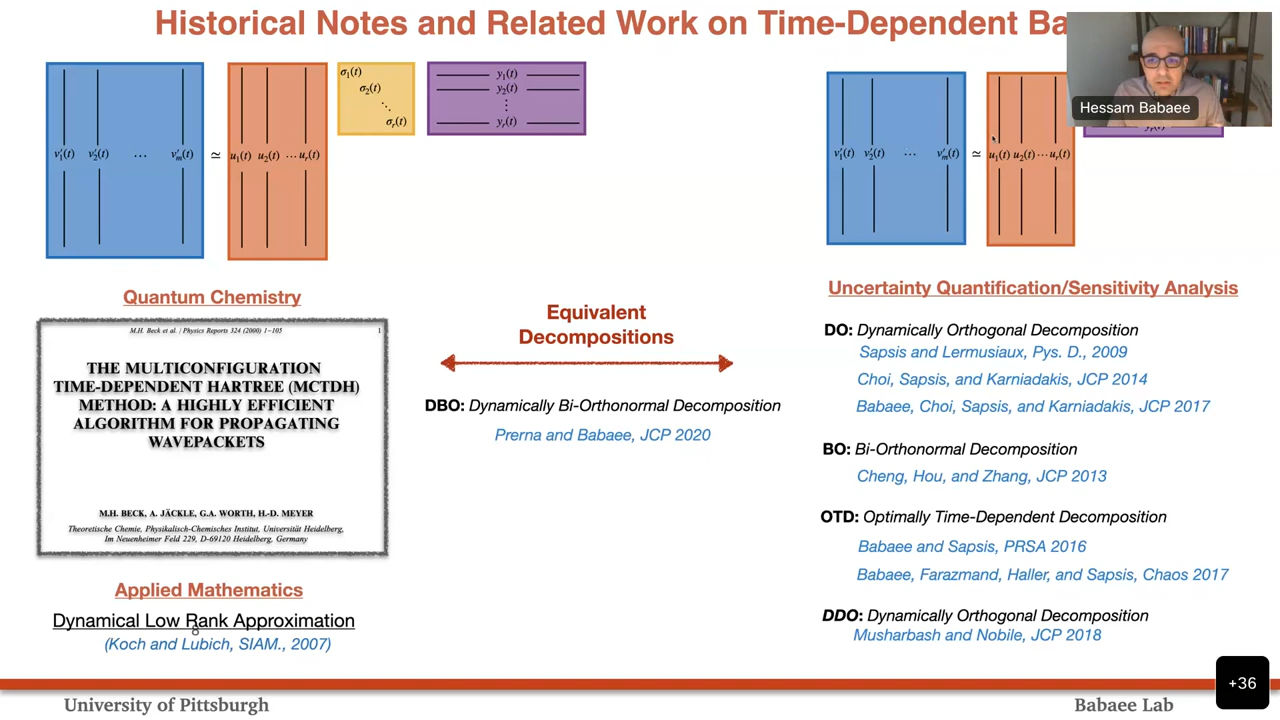 Historical Notes and Related Work on Time-Dependent Ba
Hessam Babaee
v′1(t) v′2(t) ⋯ v′m(t) ≃ u1(t) u2(t) ⋯ ur(t)
σ1(t)
σ2(t)
⋱
σr(t)
y1(t)
y2(t)
⋮
yr(t)
v′1(t) v′2(t) ⋯ v′m(t) ≃ u1(t) u2(t) ⋯ ur(t)
Quantum Chemistry
M.H. Beck et al. / Physics Reports 324 (2000) 1–105 1
THE MULTICONFIGURATION
TIME-DEPENDENT HARTREE (MCTDH)
METHOD: A HIGHLY EFFICIENT
ALGORITHM FOR PROPAGATING
WAVEPACKETS
M.H. BECK, A. JÄCKLE, G.A. WORTH, H.-D. MEYER
Theoretische Chemie, Physikalisch-Chemisches Institut, Universität Heidelberg,
Im Neuenheimer Feld 229, D-69120 Heidelberg, Germany
Applied Mathematics
Dynamical Low Rank Approximation
8
(Koch and Lubich, SIAM., 2007)
Equivalent
Decompositions
DBO: Dynamically Bi-Orthonormal Decomposition
Prerna and Babaee, JCP 2020
Uncertainty Quantification/Sensitivity Analysis
DO: Dynamically Orthogonal Decomposition
Sapsis and Lermusiaux, Pys. D., 2009
Choi, Sapsis, and Karniadakis, JCP 2014
Babaee, Choi, Sapsis, and Karniadakis, JCP 2017
BO: Bi-Orthonormal Decomposition
Cheng, Hou, and Zhang, JCP 2013
OTD: Optimally Time-Dependent Decomposition
Babaee and Sapsis, PRSA 2016
Babaee, Farazmand, Haller, and Sapsis, Chaos 2017
DDO: Dynamically Orthogonal Decomposition
Musharbash and Nobile, JCP 2018
+36
University of Pittsburgh
Babaee Lab